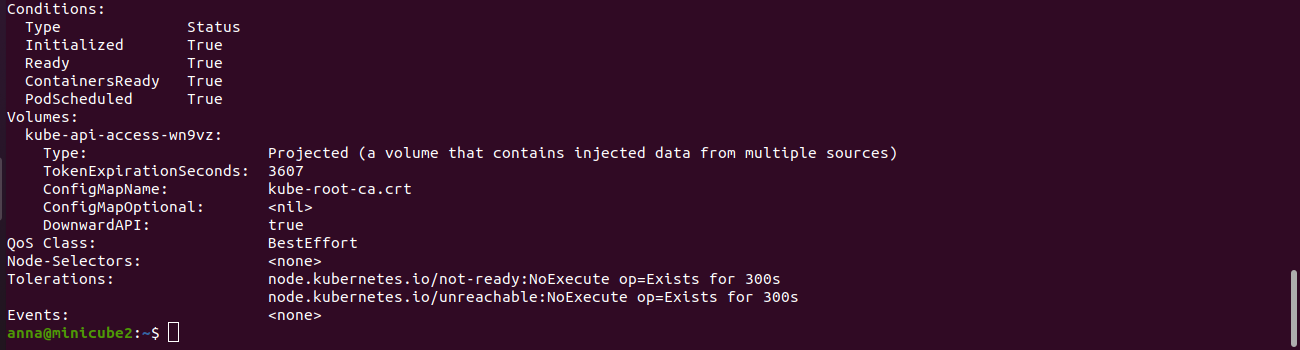 Conditions:
  Type              Status
  Initialized       True
  Ready             True
  ContainersReady   True
  PodScheduled      True
Volumes:
  kube-api-access-wn9vz:
    Type:                    Projected (a volume that contains injected data from multiple sources)
    TokenExpirationSeconds:  3607
    ConfigMapName:           kube-root-ca.crt
    ConfigMapOptional:       <nil>
    DownwardAPI:             true
QoS Class:                   BestEffort
Node-Selectors:              <none>
Tolerations:                 node.kubernetes.io/not-ready:NoExecute op=Exists for 300s
                             node.kubernetes.io/unreachable:NoExecute op=Exists for 300s
Events:                      <none>
anna@minicube2:~$